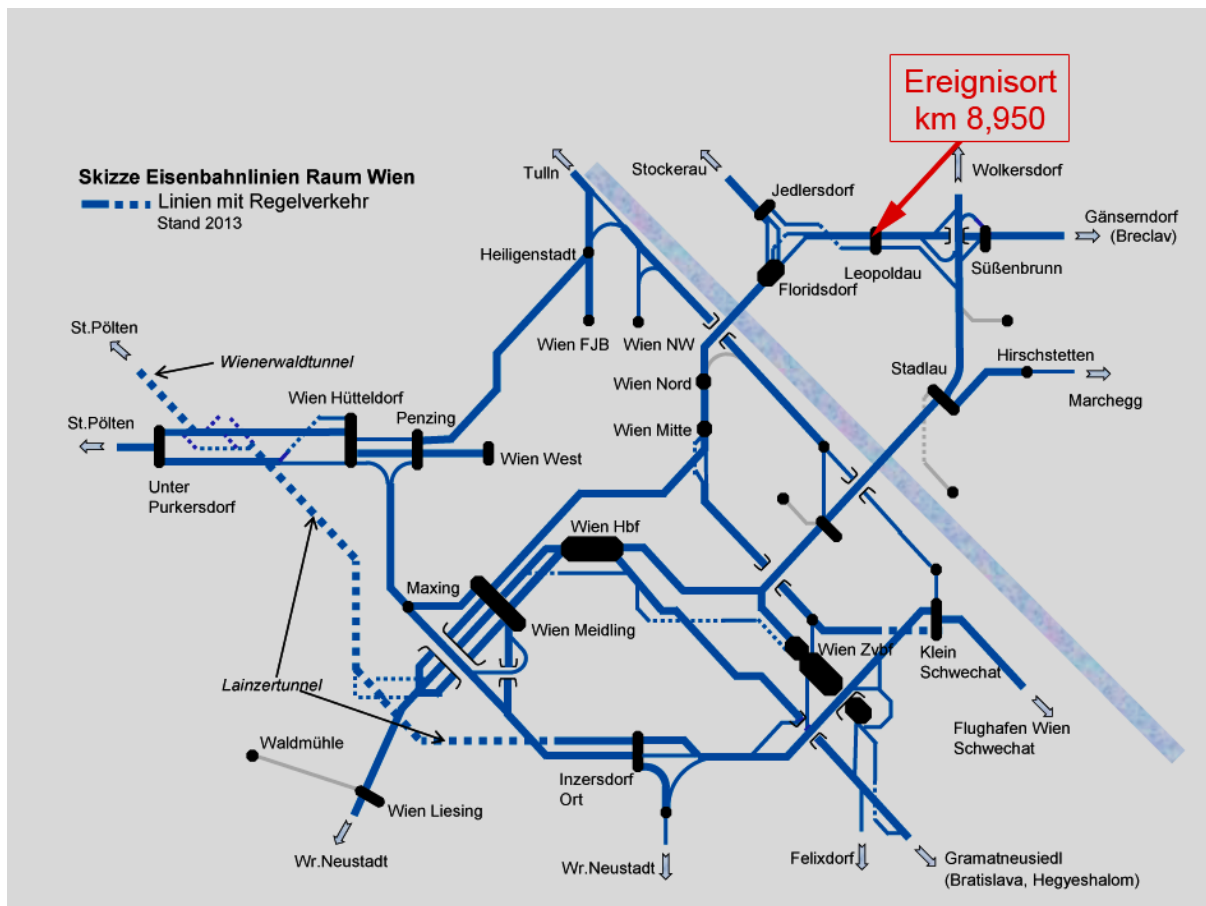 Ereignisort
km 8,950
Skizze Eisenbahnlinien Raum Wien
Linien mit Regelverkehr
Stand 2013
Tulln
Stockerau
Jedlersdorf
Wolkersdorf
Gänserndorf
(Breclav)
Heiligenstadt
Leopoldau
Süßenbrunn
Floridsdorf
St.Pölten
Wienerwaldtunnel
Wien FJB
Wien NW
Hirschstetten
Stadlau
Wien Nord
Marchegg
Wien Hütteldorf
Penzing
St.Pölten
Wien Mitte
Wien West
Unter
Purkersdorf
Wien Hbf
Maxing
Wien Meidling
Wien Zvbf
Klein
Schwechat
Lainzertunnel
Flughafen Wien
Schwechat
Waldmühle
Inzersdorf
Ort
Wien Liesing
Wr.Neustadt
Wr.Neustadt
Felixdorf
Gramatneusiedl
(Bratislava, Hegyeshalom)